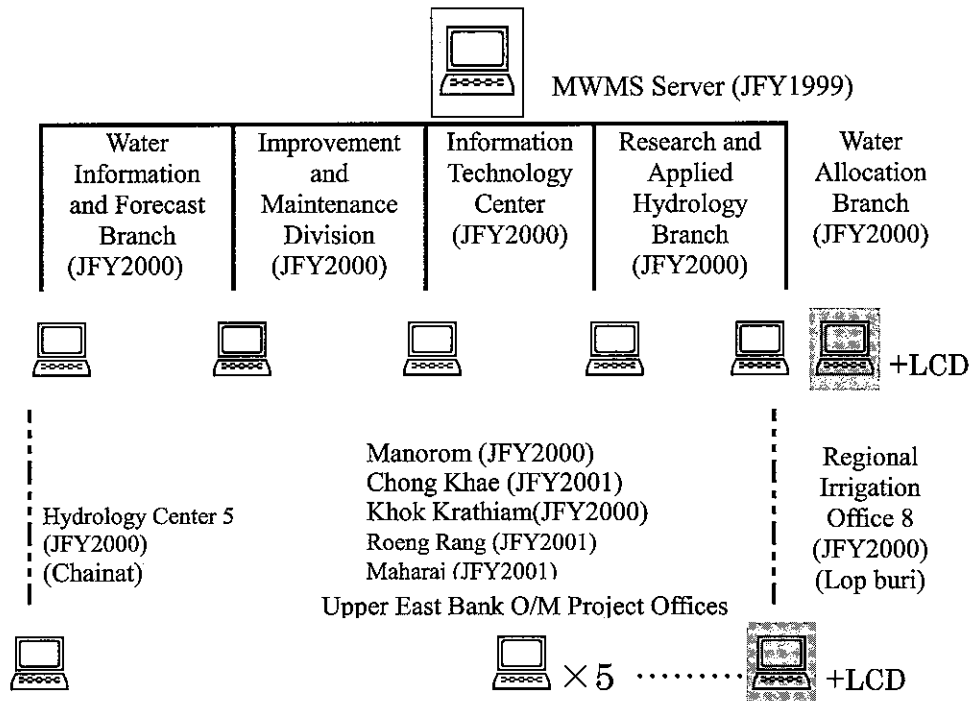 MWMS Server (JFY1999)
Water
Information
and Forecast
Branch
(JFY2000)
Improvement
and
Maintenance
Division
(JFY2000)
Information
Technology
Center
(JFY2000)
Research and
Applied
Hydrology
Branch
(JFY2000)
Water
Allocation
Branch
(JFY2000)
+LCD
Hydrology Center 5
(JFY2000)
(Chainat)
Manorom (JFY2000)
Chong Khae (JFY2001)
Khok Krathiam(JFY2000)
Roeng Rang (JFY2001)
Maharai (JFY2001)
Upper East Bank O/M Project Offices
Regional
Irrigation
Office 8
(JFY2000)
(Lop buri)
×5 ·········
+LCD